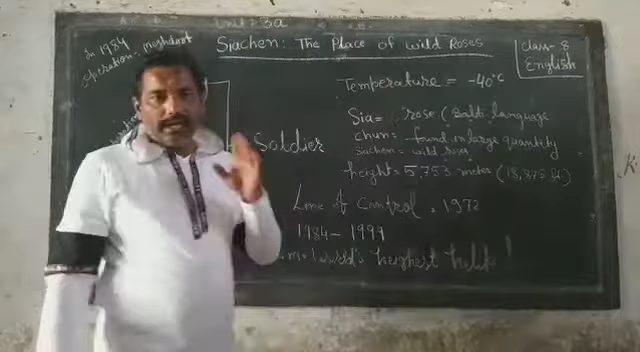 Unit: 3a
In 1984
Operation: meghdoot
Siachen: The Place of wild Roses
Class- 8
English
Temperature = -40°C
Sia= rose (Balti language
chun= found in large quantity
Siachen= wild roses
Soldier
height= 5,753 meter (18,875 ft)
Line of Control = 1972
1984-1999
world's heighest